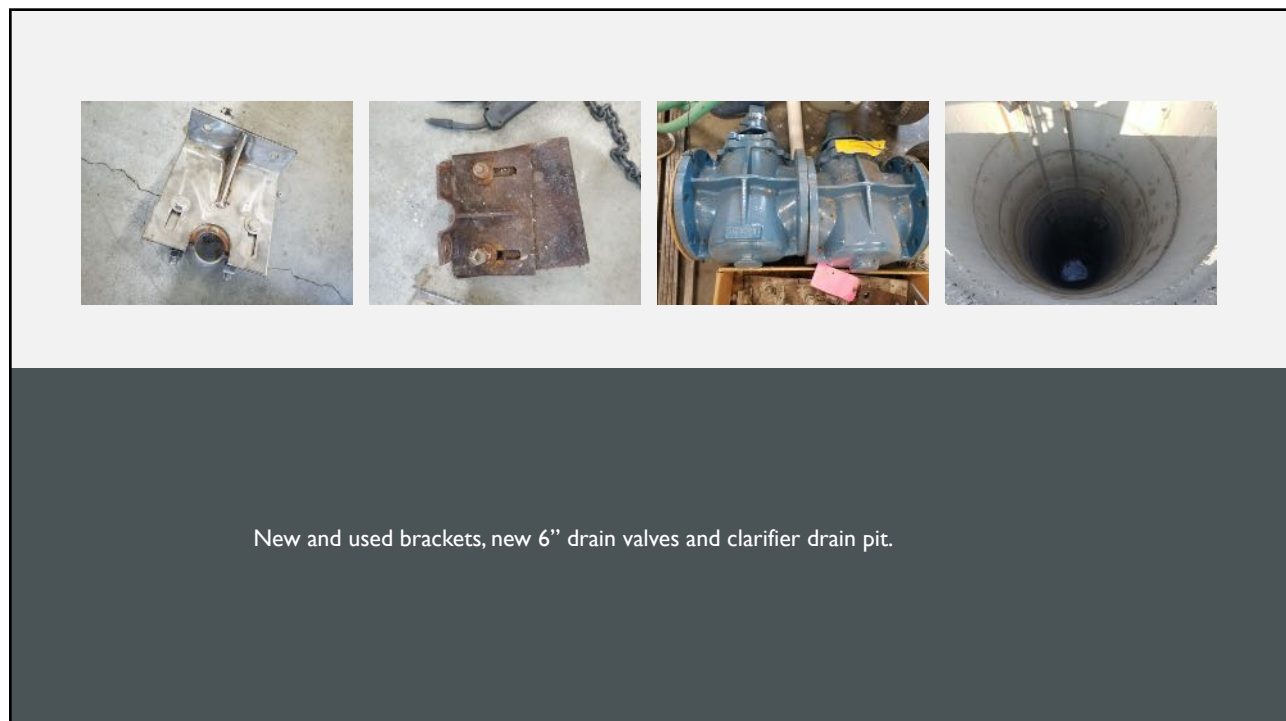 New and used brackets, new 6” drain valves and clarifier drain pit.